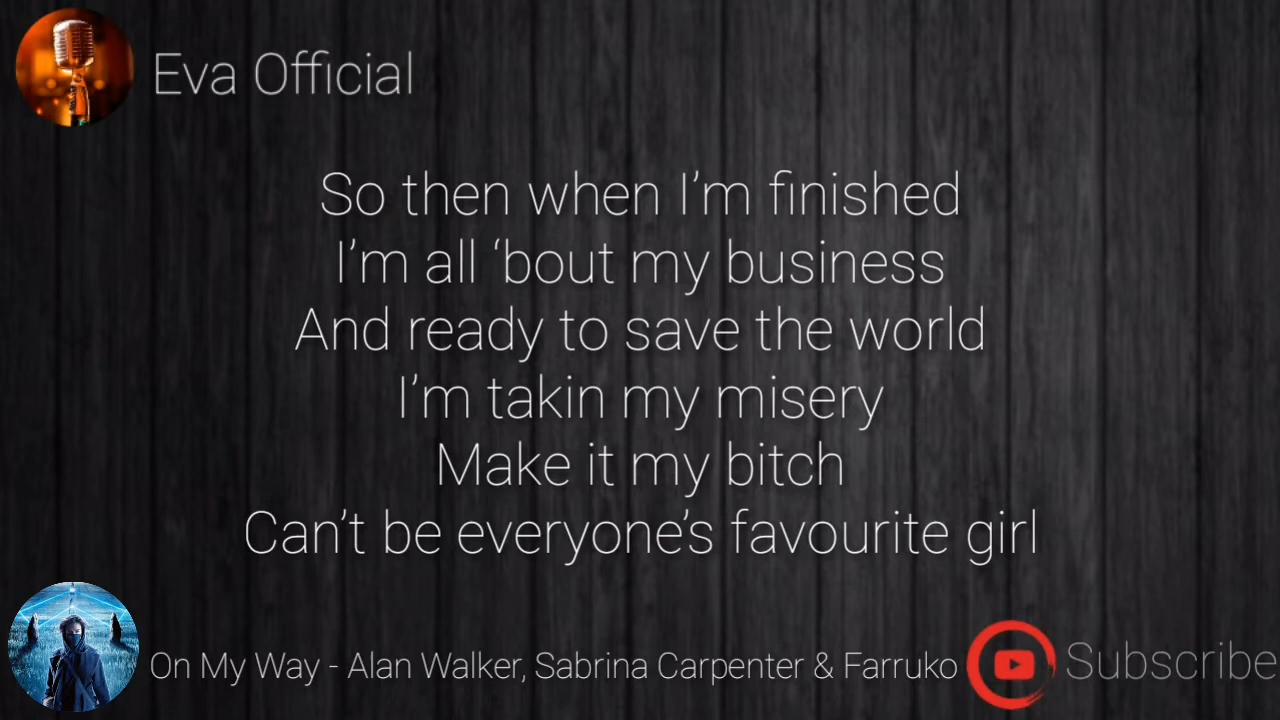 Eva Official
So then when I’m finished
I’m all ‘bout my business
And ready to save the world
I’m takin my misery
Make it my bitch
Can’t be everyone’s favourite girl
On My Way - Alan Walker, Sabrina Carpenter & Farruko
Subscribe